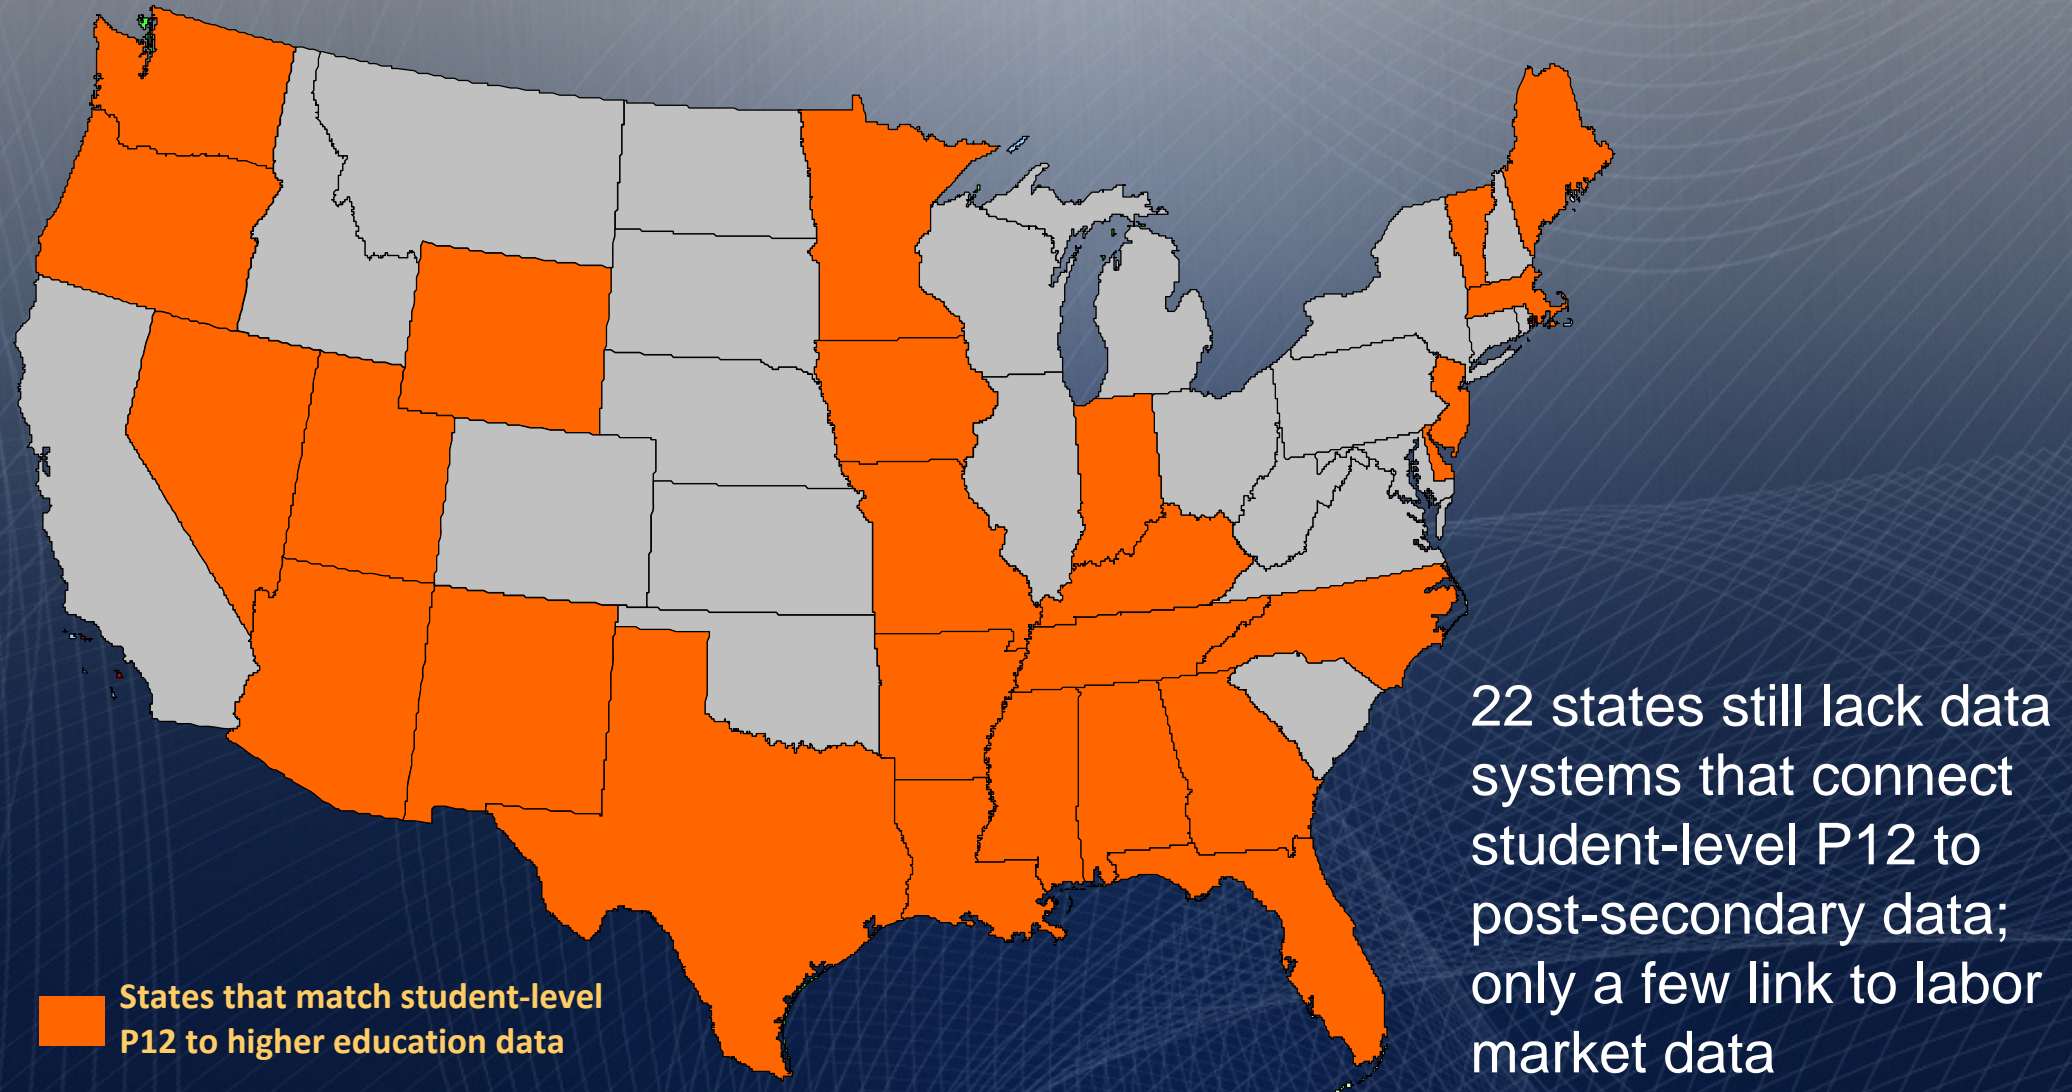 22 states still lack data
systems that connect
student-level P12 to
post-secondary data;
only a few link to labor
market data
States that match student-level
P12 to higher education data